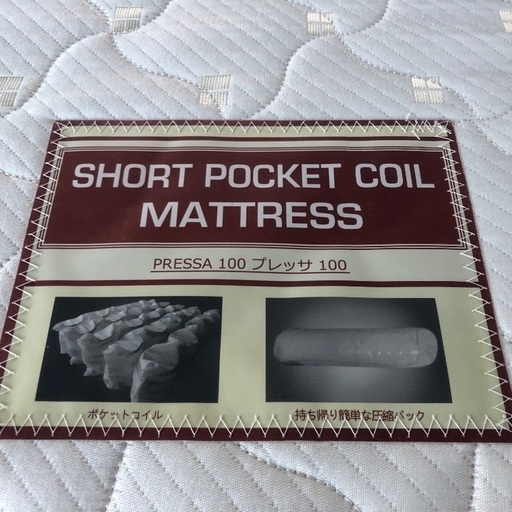 SHORT POCKET COIL
MATTRESS
PRESSA 100 プレッサ 100
ポケットコイル
持ち帰り簡単な圧縮パック